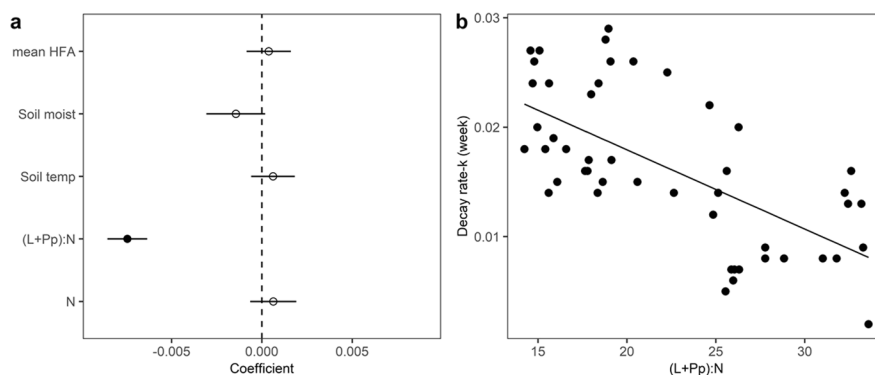 a
mean HFA
Soil moist
Soil temp
(L+Pp):N
N
-0.005 0.000 0.005
Coefficient
b
Decay rate-k (week)
0.03
0.02
0.01
15 20 25 30
(L+Pp):N